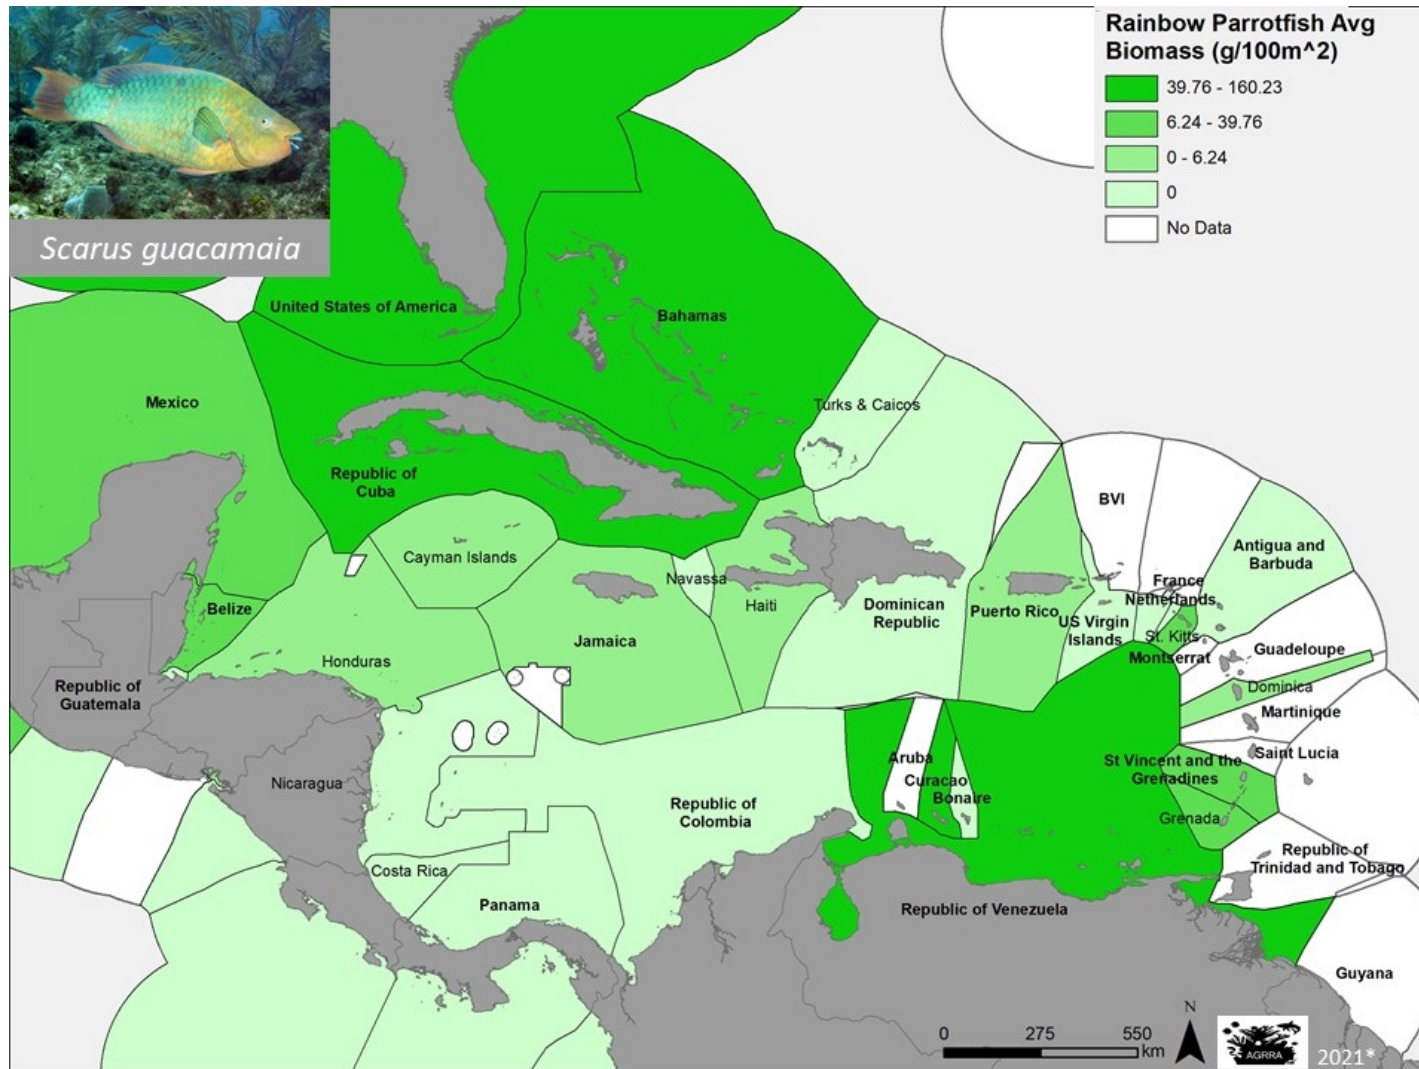 Rainbow Parrotfish Avg
Biomass (g/100m^2)
39.76 - 160.23
6.24 - 39.76
0 - 6.24
0
No Data
Scarus guacamaia
United States of America
Bahamas
Mexico
Turks & Caicos
Republic of
Cuba
BVI
Cayman Islands
Antigua and
Barbuda
Navassa
France
Netherlands
Belize
Haiti
Dominican
Republic
Puerto Rico
US Virgin
Islands
St. Kitts
Jamaica
Montserrat
Guadeloupe
Honduras
Republic of
Guatemala
Dominica
Martinique
Saint Lucia
Aruba
St Vincent and the
Grenadines
Nicaragua
Curacao
Bonaire
Republic of
Colombia
Grenada
Costa Rica
Republic of
Trinidad and Tobago
Panama
Republic of Venezuela
Guyana
N
0 275 550
km
AGRRA
2021*